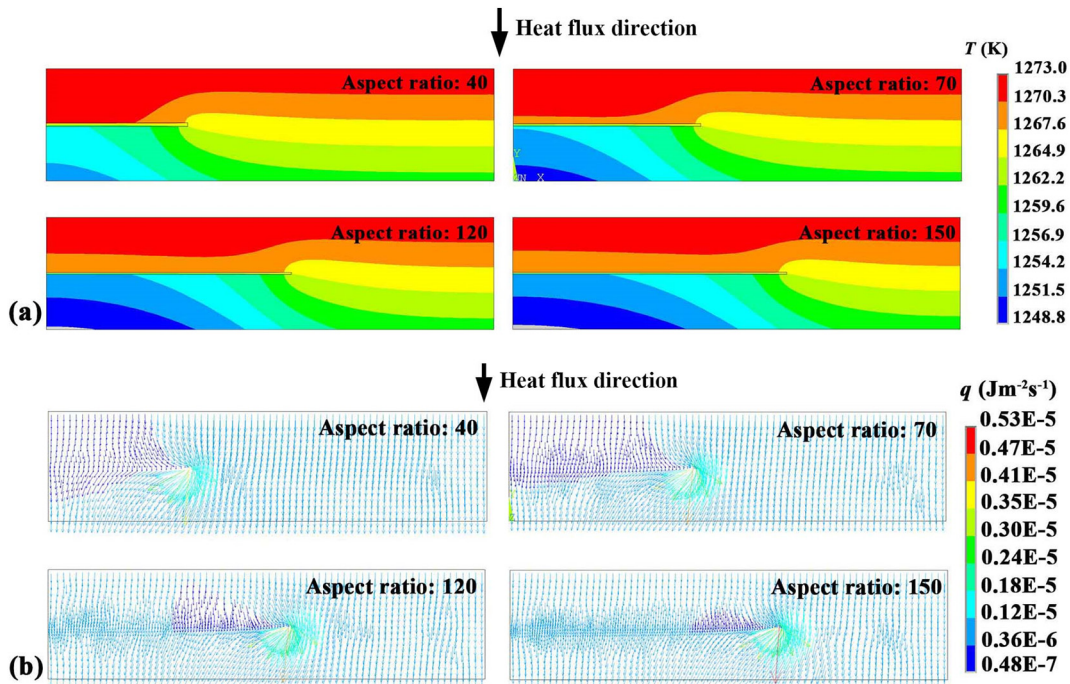 Heat flux direction
Aspect ratio: 40
Aspect ratio: 70
T (K)
1273.0
1270.3
1267.6
1264.9
1262.2
1259.6
1256.9
1254.2
1251.5
1248.8
Y
X
Aspect ratio: 120
Aspect ratio: 150
(a)
Heat flux direction
q (Jm⁻²s⁻¹)
0.53E-5
0.47E-5
0.41E-5
0.35E-5
0.30E-5
0.24E-5
0.18E-5
0.12E-5
0.36E-6
0.48E-7
Aspect ratio: 40
Aspect ratio: 70
Aspect ratio: 120
Aspect ratio: 150
(b)